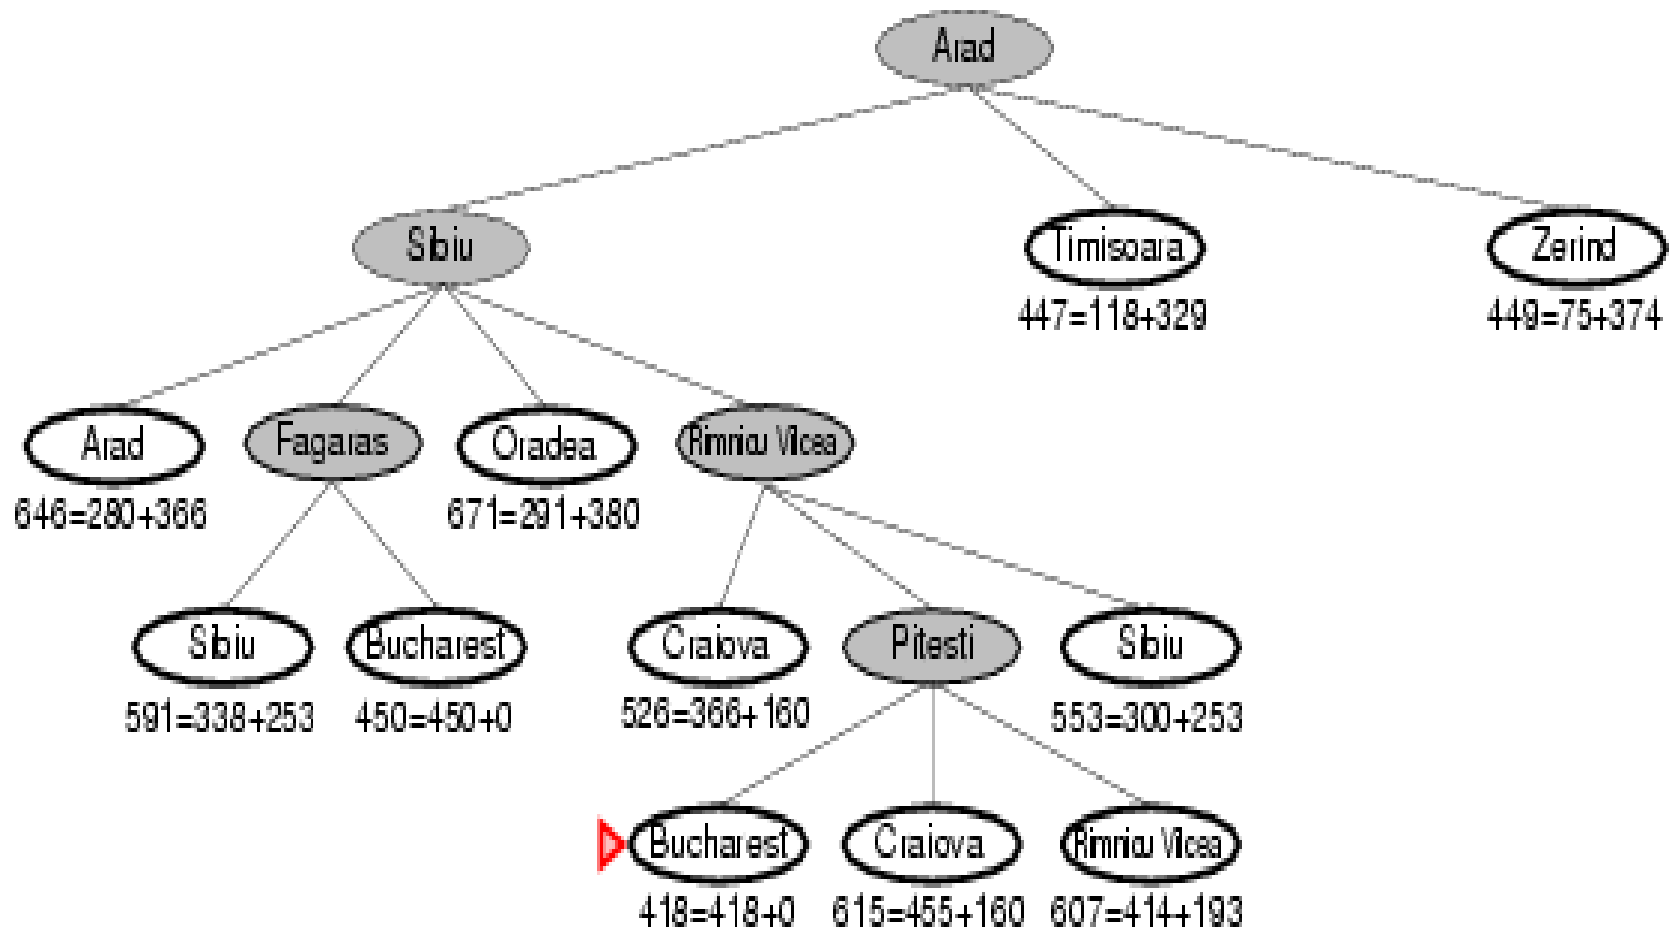 Arad
Sibiu
Timisoara
Zerind
447=118+329
449=75+374
Arad
Fagaras
Oradea
Rimnicu Vilcea
646=280+366
671=291+380
Sibiu
Bucharest
Craiova
Pitesti
Sibiu
591=338+253
450=450+0
526=366+160
553=300+253
Bucharest
Craiova
Rimnicu Vilcea
418=418+0
615=455+160
607=414+193